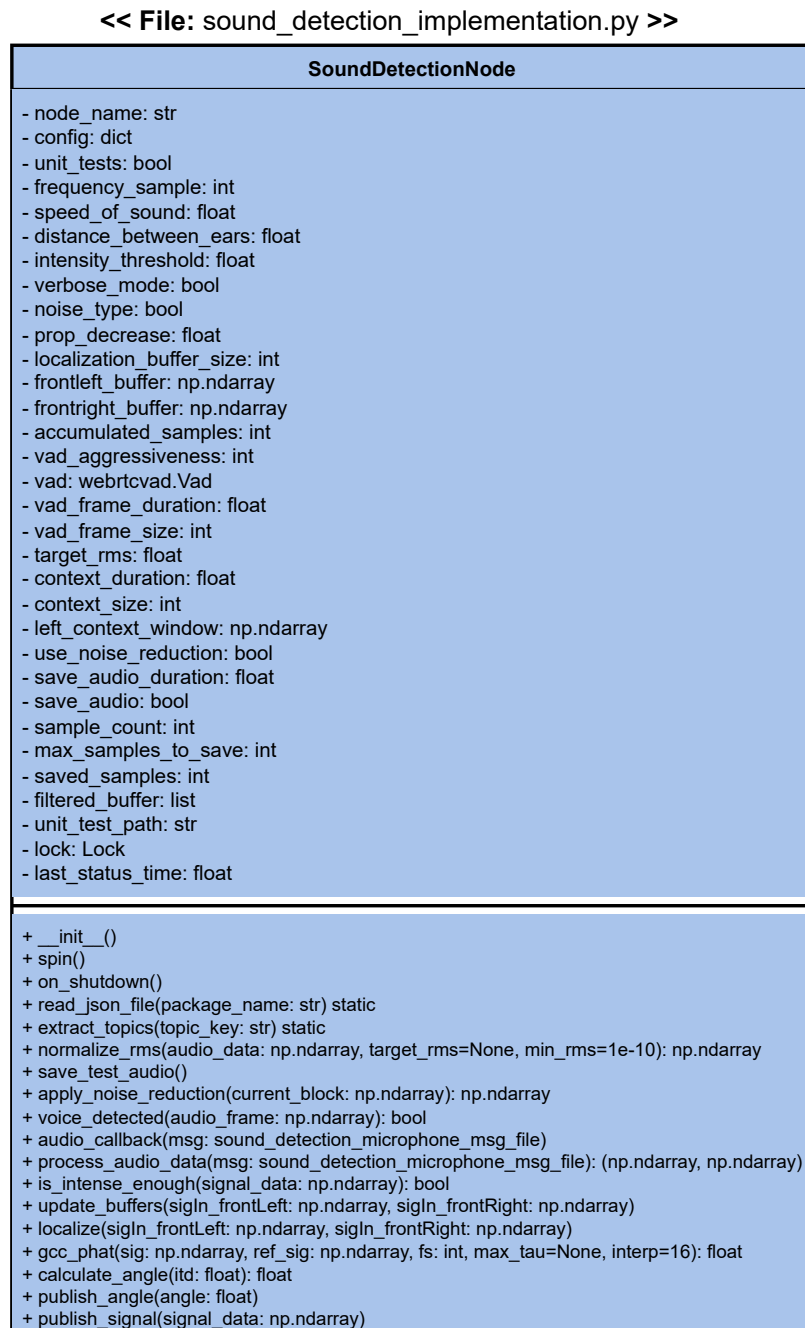 << File: sound_detection_implementation.py >>
SoundDetectionNode
- node_name: str
- config: dict
- unit_tests: bool
- frequency_sample: int
- speed_of_sound: float
- distance_between_ears: float
- intensity_threshold: float
- verbose_mode: bool
- noise_type: bool
- prop_decrease: float
- localization_buffer_size: int
- frontleft_buffer: np.ndarray
- frontright_buffer: np.ndarray
- accumulated_samples: int
- vad_aggressiveness: int
- vad: webrtcvad.Vad
- vad_frame_duration: float
- vad_frame_size: int
- target_rms: float
- context_duration: float
- context_size: int
- left_context_window: np.ndarray
- use_noise_reduction: bool
- save_audio_duration: float
- save_audio: bool
- sample_count: int
- max_samples_to_save: int
- saved_samples: int
- filtered_buffer: list
- unit_test_path: str
- lock: Lock
- last_status_time: float
+ __init__()
+ spin()
+ on_shutdown()
+ read_json_file(package_name: str) static
+ extract_topics(topic_key: str) static
+ normalize_rms(audio_data: np.ndarray, target_rms=None, min_rms=1e-10): np.ndarray
+ save_test_audio()
+ apply_noise_reduction(current_block: np.ndarray): np.ndarray
+ voice_detected(audio_frame: np.ndarray): bool
+ audio_callback(msg: sound_detection_microphone_msg_file)
+ process_audio_data(msg: sound_detection_microphone_msg_file): (np.ndarray, np.ndarray)
+ is_intense_enough(signal_data: np.ndarray): bool
+ update_buffers(sigIn_frontLeft: np.ndarray, sigIn_frontRight: np.ndarray)
+ localize(sigIn_frontLeft: np.ndarray, sigIn_frontRight: np.ndarray)
+ gcc_phat(sig: np.ndarray, ref_sig: np.ndarray, fs: int, max_tau=None, interp=16): float
+ calculate_angle(itd: float): float
+ publish_angle(angle: float)
+ publish_signal(signal_data: np.ndarray)